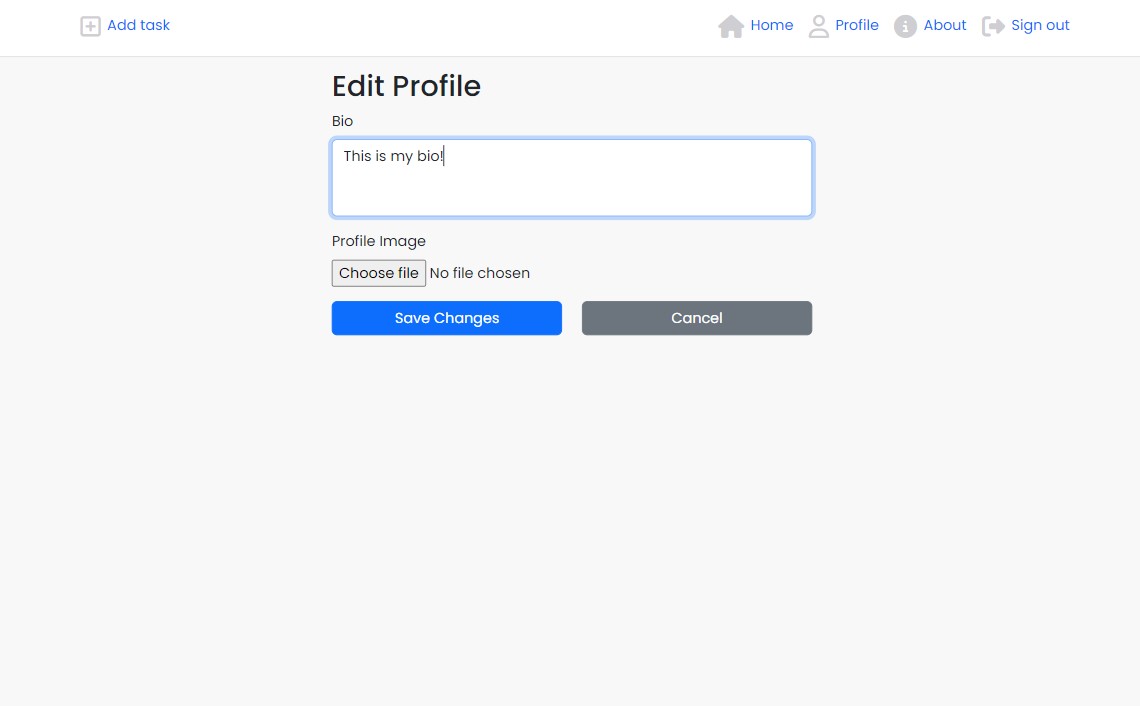 Add task Home Profile About Sign out
Edit Profile
Bio
This is my bio!
Profile Image
Choose file No file chosen
Save Changes Cancel